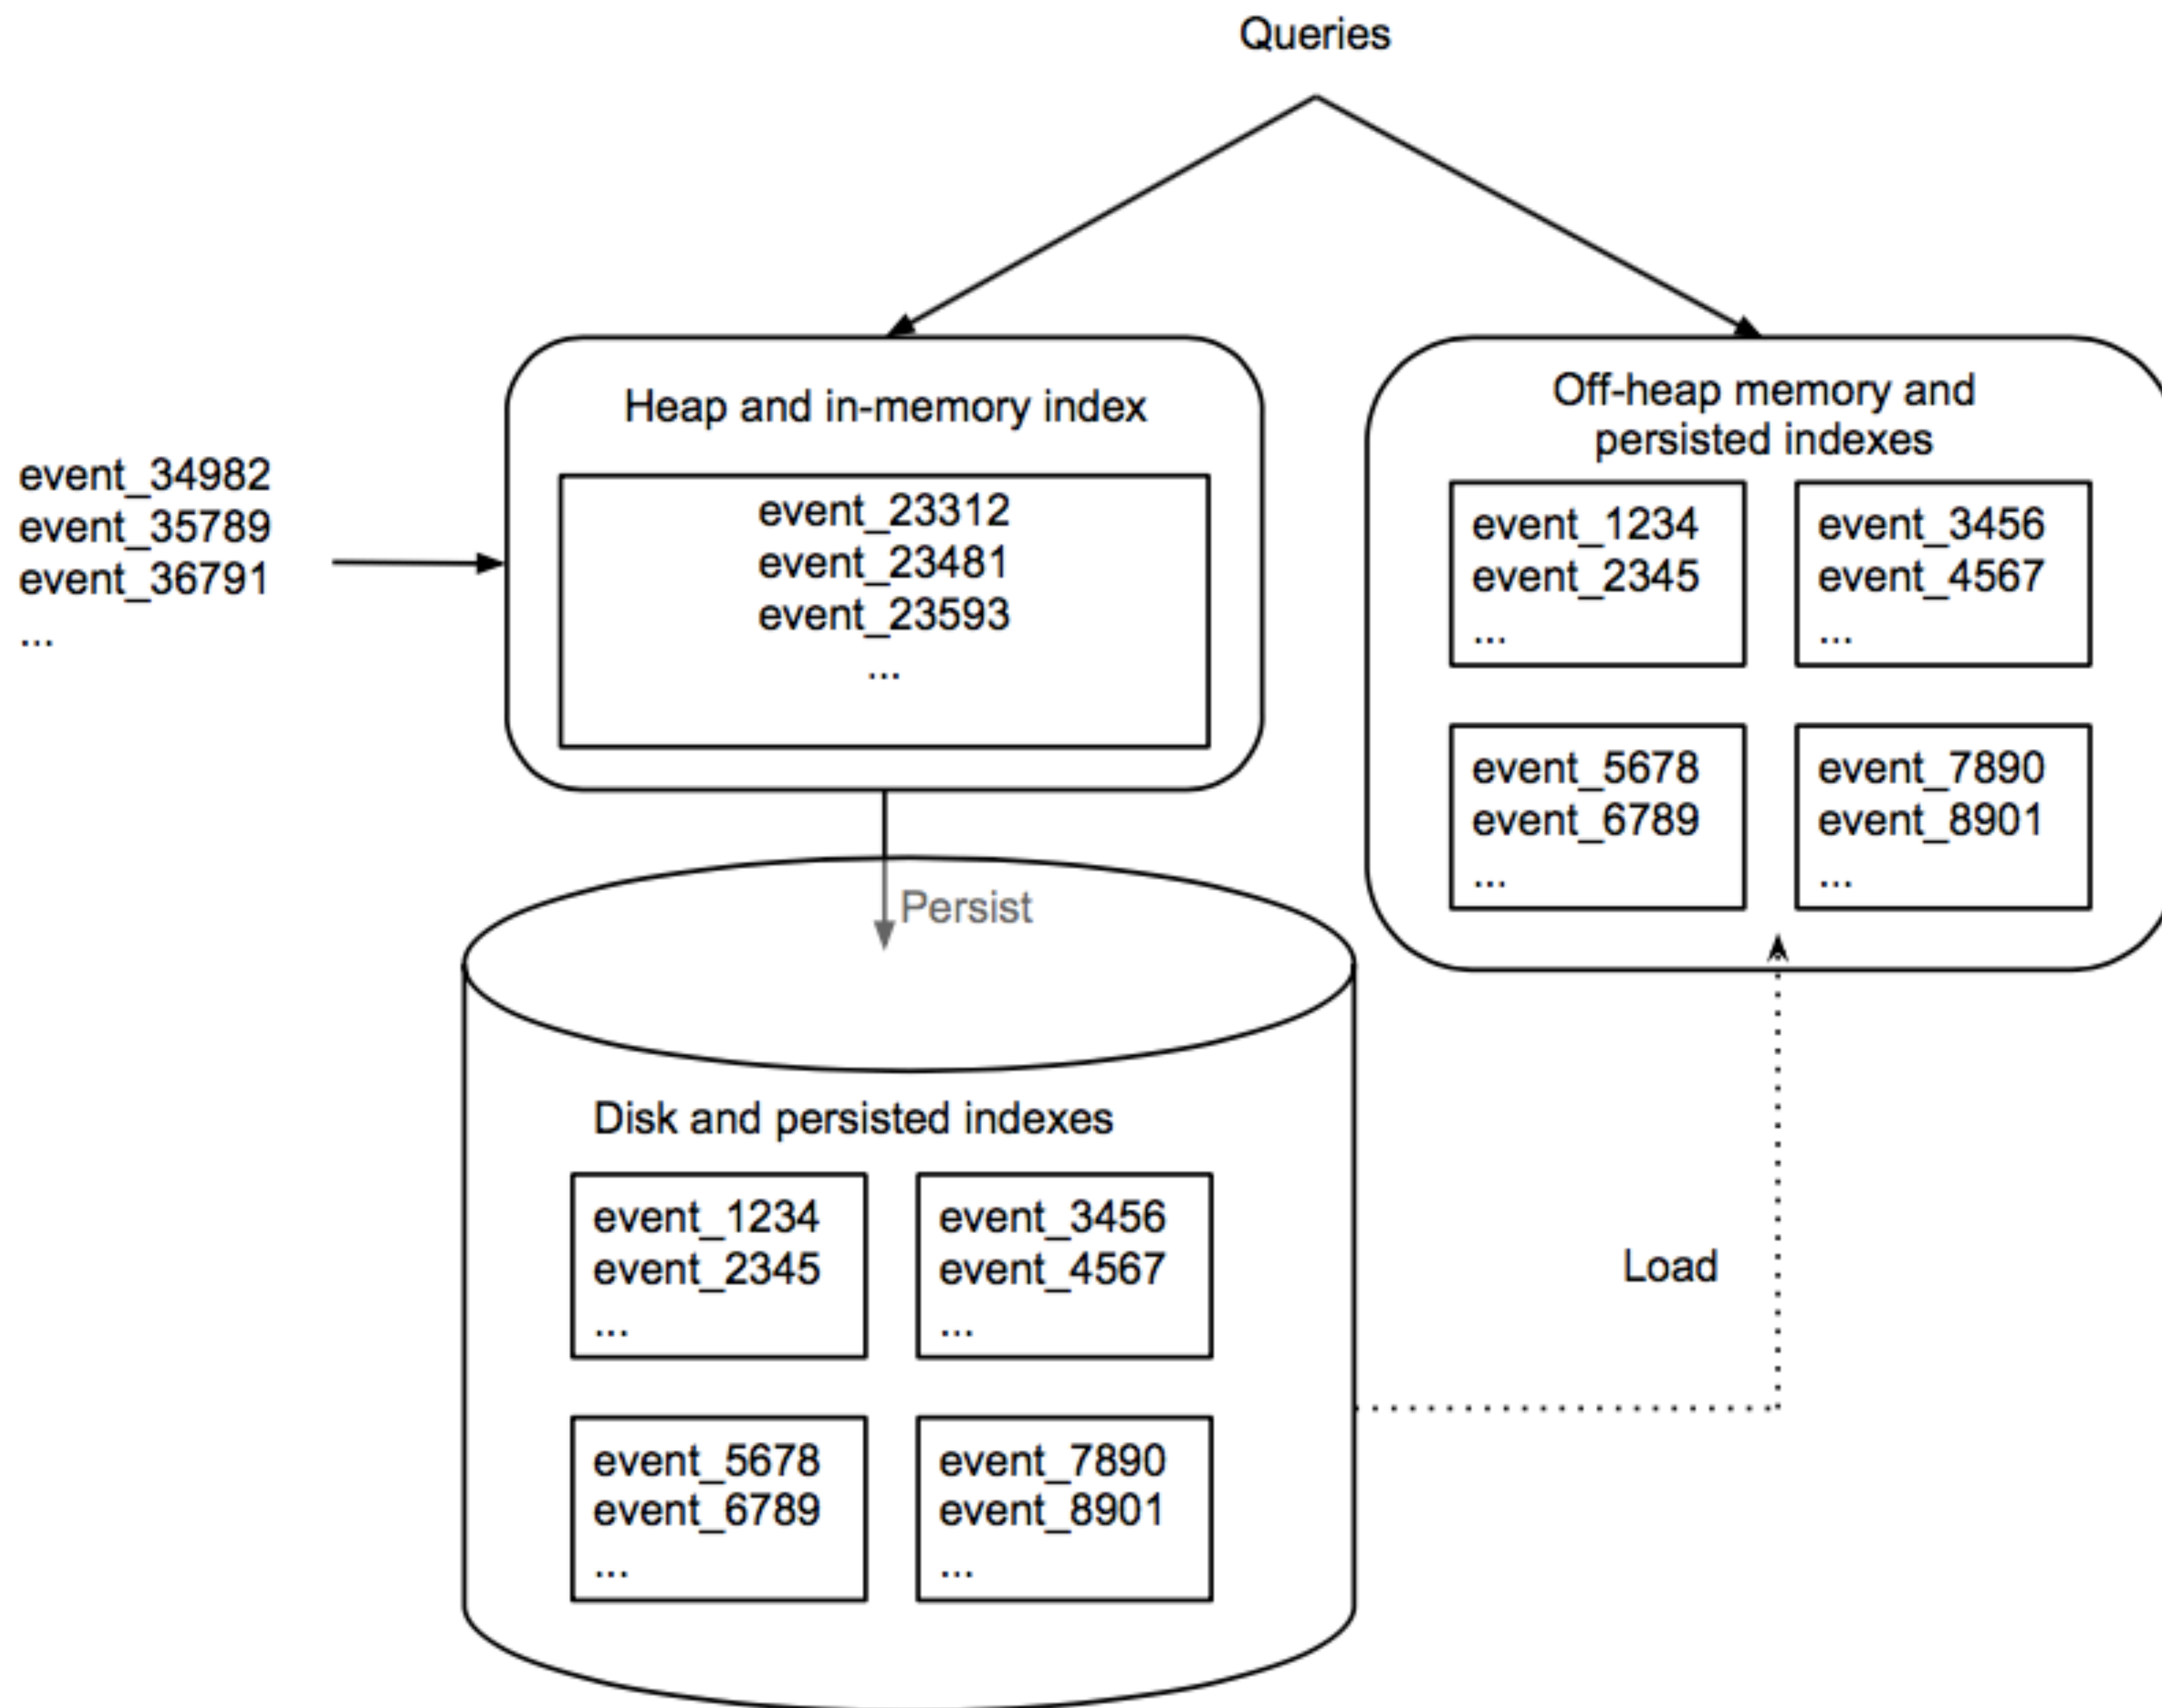 Queries
event_34982
event_35789
event_36791
...
Heap and in-memory index
event_23312
event_23481
event_23593
...
Off-heap memory and
persisted indexes
event_1234
event_2345
...
event_3456
event_4567
...
event_5678
event_6789
...
event_7890
event_8901
...
Persist
Disk and persisted indexes
event_1234
event_2345
...
event_3456
event_4567
...
event_5678
event_6789
...
event_7890
event_8901
...
Load